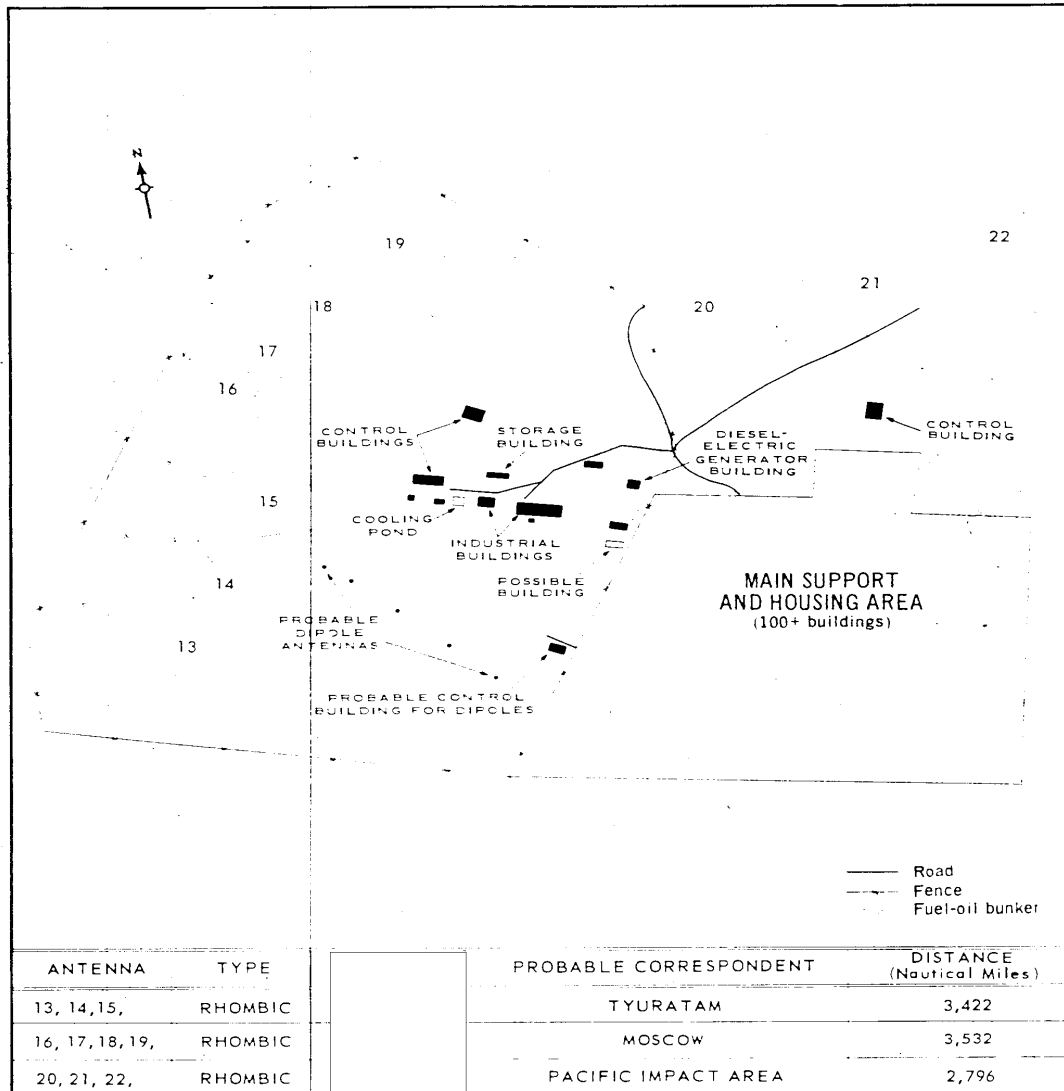 N
19
22
21
18
20
17
16
CONTROL
BUILDINGS
STORAGE
BUILDING
DIESEL-
ELECTRIC
GENERATOR
BUILDING
CONTROL
BUILDING
15
COOLING
POND
INDUSTRIAL
BUILDINGS
POSSIBLE
BUILDING
14
MAIN SUPPORT
AND HOUSING AREA
(100+ buildings)
13
PROBABLE
DIPOLE
ANTENNAS
PROBABLE CONTROL
BUILDING FOR DIPOLES
Road
Fence
Fuel-oil bunker
ANTENNA TYPE PROBABLE CORRESPONDENT DISTANCE
(Nautical Miles)
13, 14,15, RHOMBIC TYURATAM 3,422
16, 17,18,19, RHOMBIC MOSCOW 3,532
20, 21, 22, RHOMBIC PACIFIC IMPACT AREA 2,796